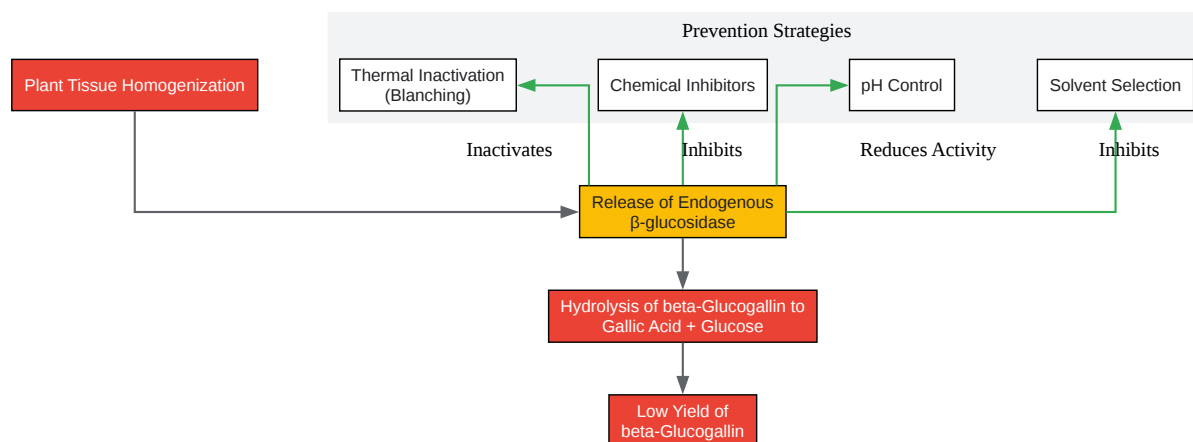 Prevention Strategies
Plant Tissue Homogenization
Thermal Inactivation
(Blanching)
Chemical Inhibitors
pH Control
Solvent Selection
Inactivates
Inhibits
Reduces Activity
Inhibits
Release of Endogenous
β-glucosidase
Hydrolysis of beta-Glucogallin to
Gallic Acid + Glucose
Low Yield of
beta-Glucogallin